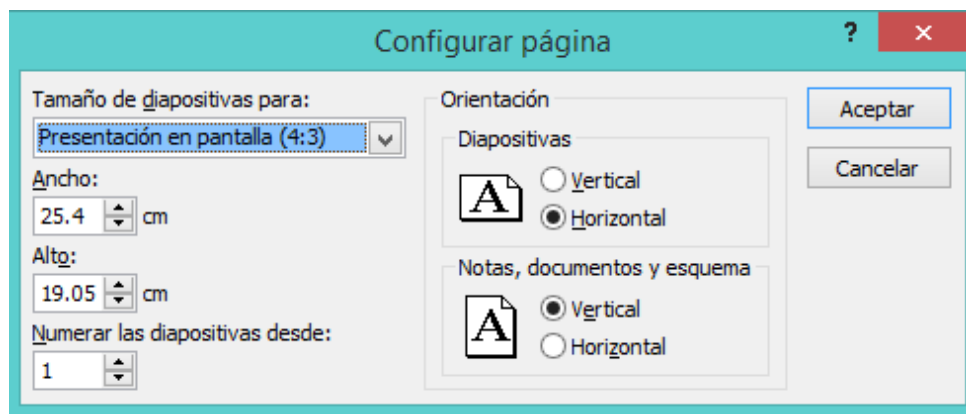 Configurar página
?
Tamaño de diapositivas para:
Presentación en pantalla (4:3)
Ancho:
25.4 cm
Alto:
19.05 cm
Numerar las diapositivas desde:
1
Orientación
Diapositivas
A
Vertical
Horizontal
Notas, documentos y esquema
A
Vertical
Horizontal
Aceptar
Cancelar